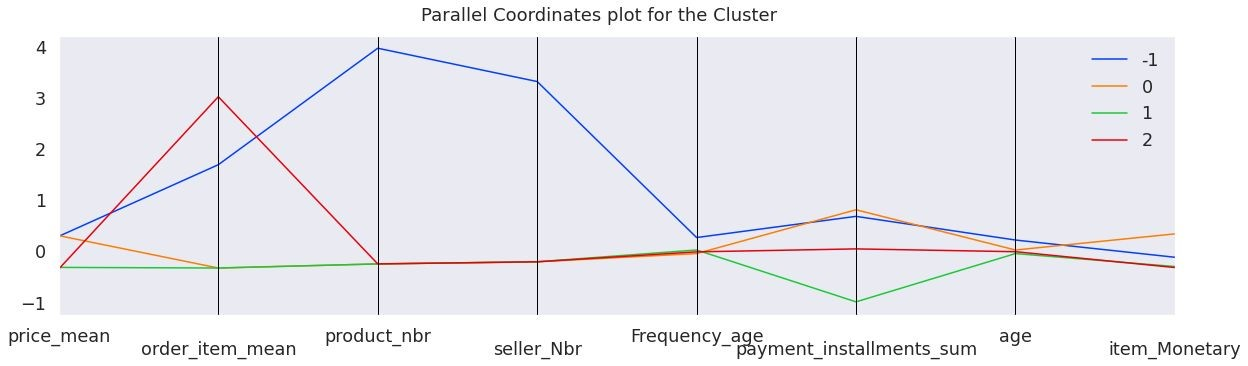 Parallel Coordinates plot for the Cluster
4
3
2
1
0
−1
-1
0
1
2
price_mean
order_item_mean
product_nbr
seller_Nbr
Frequency_age
payment_installments_sum
age
item_Monetary